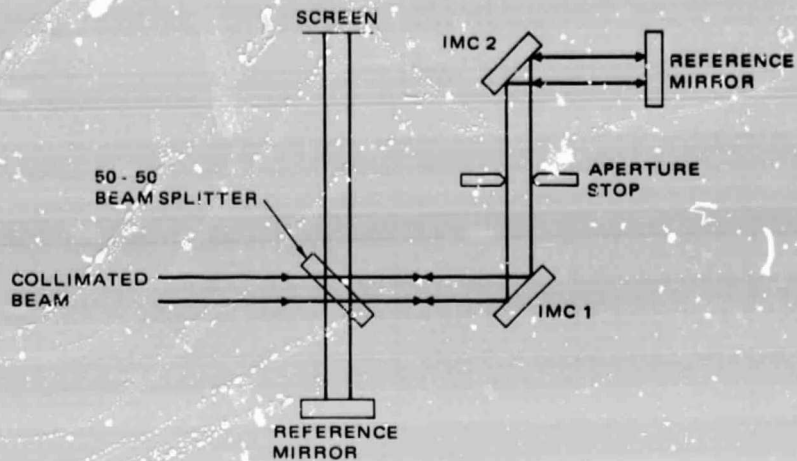 SCREEN
IMC 2
REFERENCE
MIRROR
50 - 50
BEAM SPLITTER
APERTURE
STOP
COLLIMATED
BEAM
IMC 1
REFERENCE
MIRROR